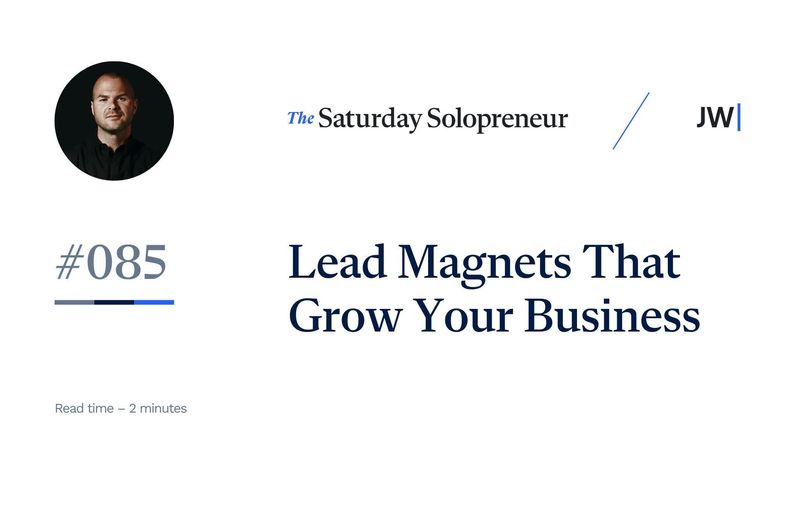 The Saturday Solopreneur
JW|
#085
Lead Magnets That
Grow Your Business
Read time – 2 minutes